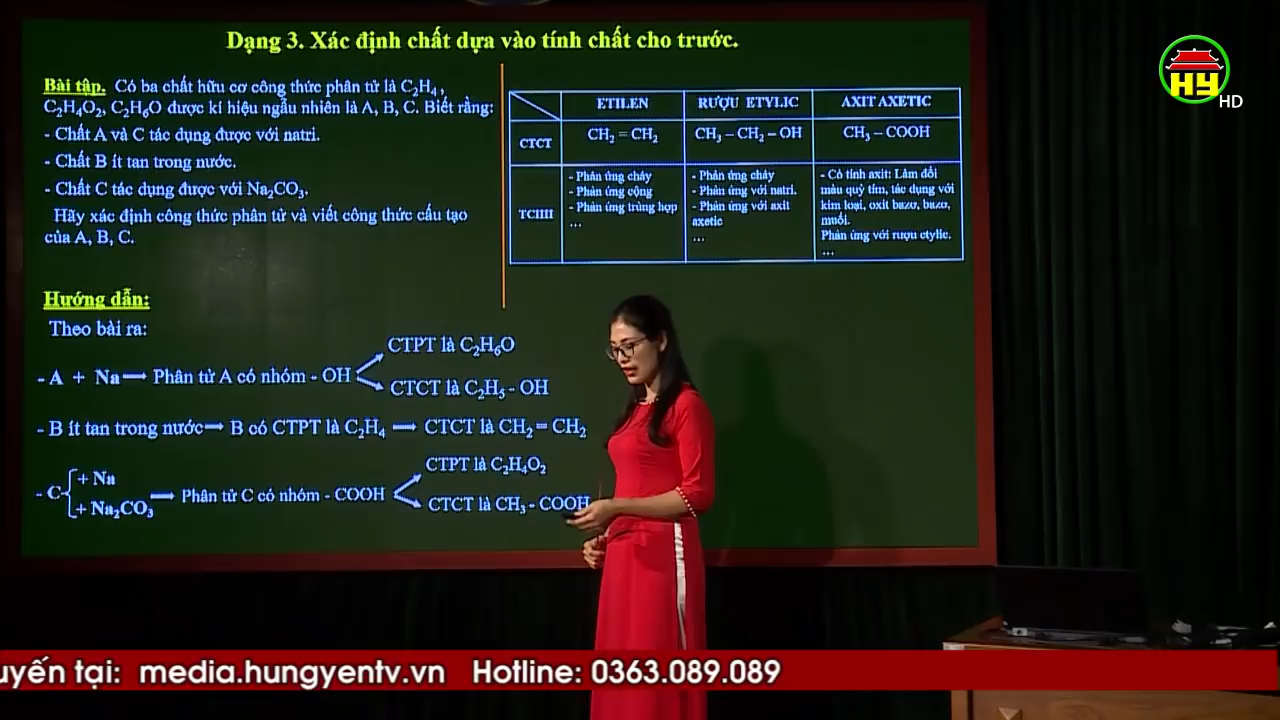 Dạng 3. Xác định chất dựa vào tính chất cho trước.
Bài tập. Có ba chất hữu cơ công thức phân tử là C₂H₄,
C₂H₄O₂, C₂H₆O được kí hiệu ngẫu nhiên là A, B, C. Biết rằng:
- Chất A và C tác dụng được với natri.
- Chất B ít tan trong nước.
- Chất C tác dụng được với Na₂CO₃.
Hãy xác định công thức phân tử và viết công thức cấu tạo
của A, B, C.
ETILEN RƯỢU ETYLIC AXIT AXETIC
CTCT CH₂ = CH₂ CH₃ – CH₂ – OH CH₃ – COOH
TCHH
- Phản ứng cháy
- Phản ứng cộng
- Phản ứng trùng hợp
...
- Phản ứng cháy
- Phản ứng với natri.
- Phản ứng với axit
axetic
...
- Có tính axit: Làm đổi
màu quỳ tím, tác dụng với
kim loại, oxit bazơ, bazơ,
muối.
Phản ứng với rượu etylic.
...
Hướng dẫn:
Theo bài ra:
CTPT là C₂H₆O
- A + Na → Phân tử A có nhóm - OH
CTCT là C₂H₅ - OH
- B ít tan trong nước → B có CTPT là C₂H₄ → CTCT là CH₂ = CH₂
CTPT là C₂H₄O₂
- C { + Na
+ Na₂CO₃ → Phân tử C có nhóm - COOH
CTCT là CH₃ - COOH
HY HD
uyến tại: media.hungyentv.vn Hotline: 0363.089.089